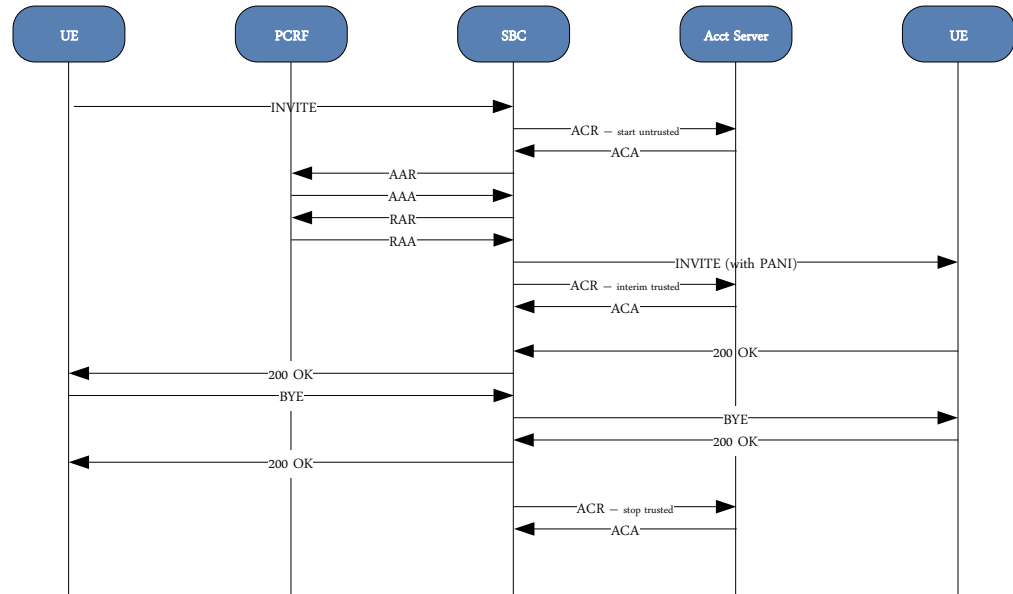 UE
PCRF
SBC
Acct Server
UE
INVITE
ACR – start untrusted
ACA
AAR
AAA
RAR
RAA
INVITE (with PANI)
ACR – interim trusted
ACA
200 OK
200 OK
BYE
BYE
200 OK
200 OK
ACR – stop trusted
ACA